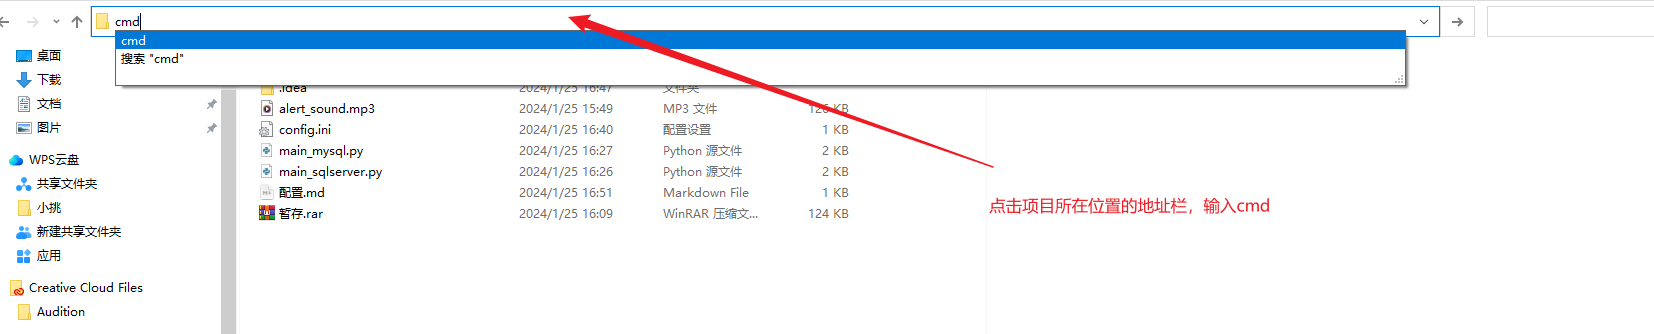 cmd
cmd
搜索 "cmd"
桌面
下载
文档
图片
WPS云盘
共享文件夹
小挑
新建共享文件夹
应用
Creative Cloud Files
Audition
.idea 2024/1/25 16:47 文件夹
alert_sound.mp3 2024/1/25 15:49 MP3 文件 126 KB
config.ini 2024/1/25 16:40 配置设置 1 KB
main_mysql.py 2024/1/25 16:27 Python 源文件 2 KB
main_sqlserver.py 2024/1/25 16:26 Python 源文件 2 KB
配置.md 2024/1/25 16:51 Markdown File 1 KB
暂存.rar 2024/1/25 16:09 WinRAR 压缩文... 124 KB
点击项目所在位置的地址栏，输入cmd